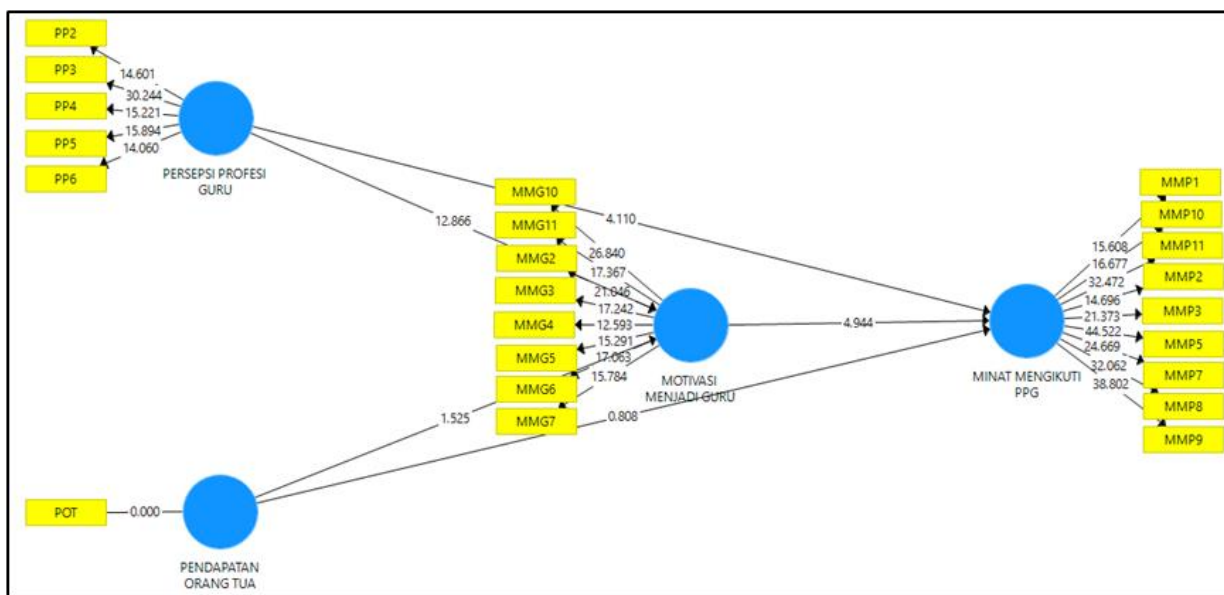 PP2
PP3
PP4
PP5
PP6
14.601
30.244
15.221
15.894
14.060
PERSEPSI PROFESI
GURU
12.866
4.110
MMG10
MMG11
MMG2
MMG3
MMG4
MMG5
MMG6
MMG7
26.840
17.367
21.046
17.242
12.593
15.291
17.063
15.784
MOTIVASI
MENJADI GURU
4.944
0.808
1.525
MINAT MENGIKUTI
PPG
15.608
16.677
32.472
14.696
21.373
44.522
24.669
32.062
38.802
MMP1
MMP10
MMP11
MMP2
MMP3
MMP5
MMP7
MMP8
MMP9
POT
0.000
PENDAPATAN
ORANG TUA